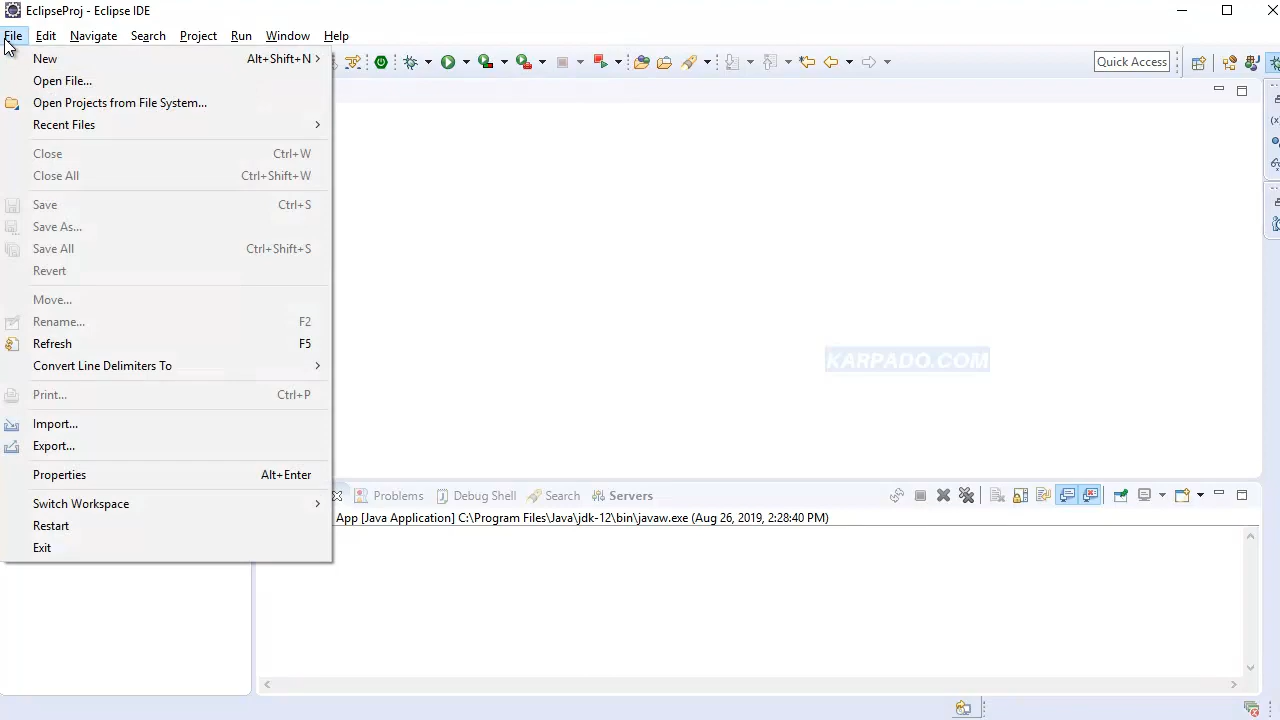 EclipseProj - Eclipse IDE
File Edit Navigate Search Project Run Window Help
New Alt+Shift+N
Open File...
Open Projects from File System...
Recent Files
Close Ctrl+W
Close All Ctrl+Shift+W
Save Ctrl+S
Save As...
Save All Ctrl+Shift+S
Revert
Move...
Rename... F2
Refresh F5
Convert Line Delimiters To
Print... Ctrl+P
Import...
Export...
Properties Alt+Enter
Switch Workspace
Restart
Exit
Quick Access
KARPADO.COM
Problems Debug Shell Search Servers
App [Java Application] C:\Program Files\Java\jdk-12\bin\javaw.exe (Aug 26, 2019, 2:28:40 PM)